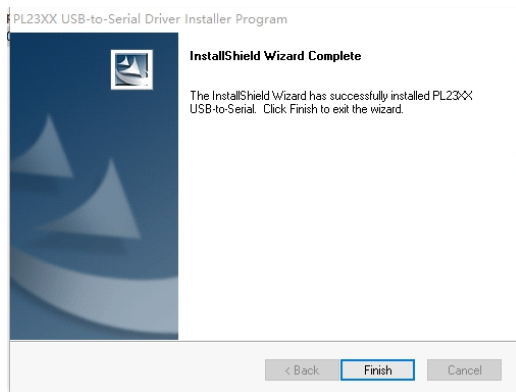 PL23XX USB-to-Serial Driver Installer Program
InstallShield Wizard Complete
The InstallShield Wizard has successfully installed PL23XX
USB-to-Serial. Click Finish to exit the wizard.
< Back
Finish
Cancel